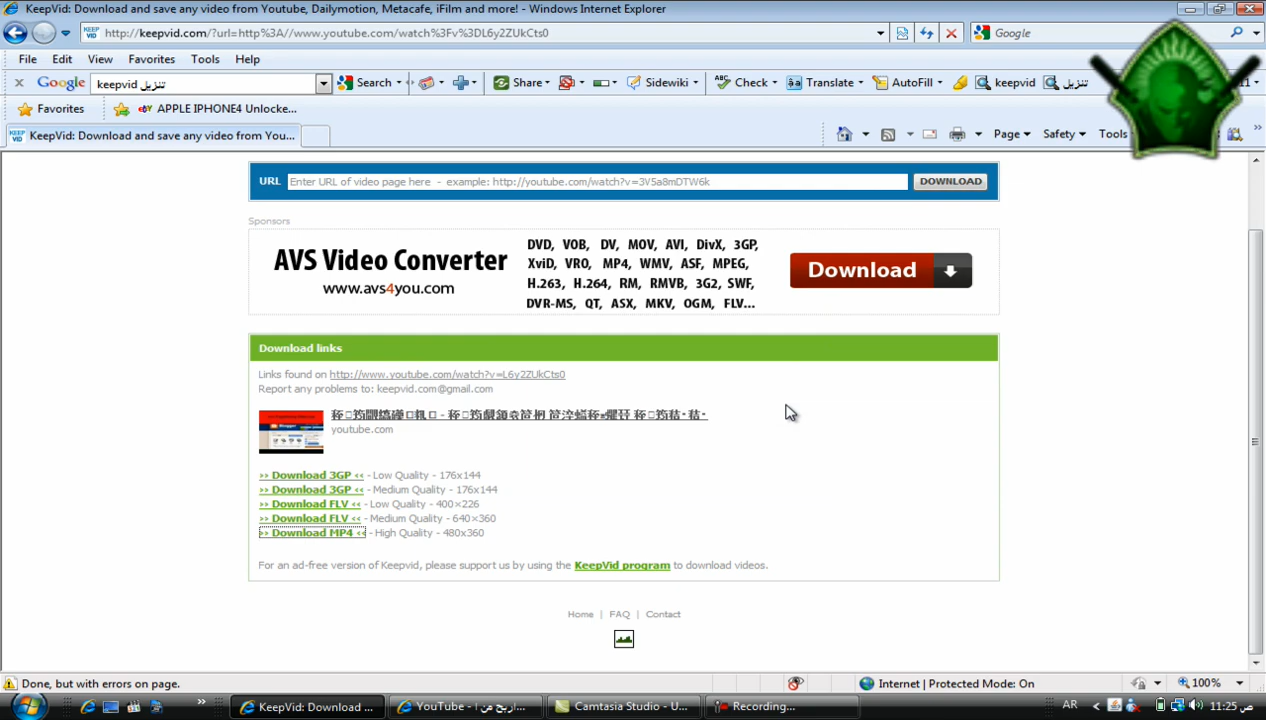 KeepVid: Download and save any video from Youtube, Dailymotion, Metacafe, iFilm and more! - Windows Internet Explorer
http://keepvid.com/?url=http%3A//www.youtube.com/watch%3Fv%3DL6y2ZUkCts0
Google
File Edit View Favorites Tools Help
x Google keepvid تنزيل Search Share Sidewiki Check Translate AutoFill keepvid تنزيل 11
Favorites APPLE IPHONE4 Unlocke...
KeepVid: Download and save any video from You... Page Safety Tools
URL Enter URL of video page here - example: http://youtube.com/watch?v=3V5a8mDTW6k DOWNLOAD
Sponsors
AVS Video Converter
www.avs4you.com
DVD, VOB, DV, MOV, AVI, DivX, 3GP,
XviD, VRO, MP4, WMV, ASF, MPEG,
H.263, H.264, RM, RMVB, 3G2, SWF,
DVR-MS, QT, ASX, MKV, OGM, FLV...
Download
Download links
Links found on http://www.youtube.com/watch?v=L6y2ZUkCts0
Report any problems to: keepvid.com@gmail.com
youtube.com
>> Download 3GP << - Low Quality - 176x144
>> Download 3GP << - Medium Quality - 176x144
>> Download FLV << - Low Quality - 400×226
>> Download FLV << - Medium Quality - 640×360
>> Download MP4 << - High Quality - 480x360
For an ad-free version of Keepvid, please support us by using the KeepVid program to download videos.
Home | FAQ | Contact
Done, but with errors on page. Internet | Protected Mode: On 100%
KeepVid: Download ... YouTube - اربح من ا... Camtasia Studio - U... Recording... AR 11:25 ص